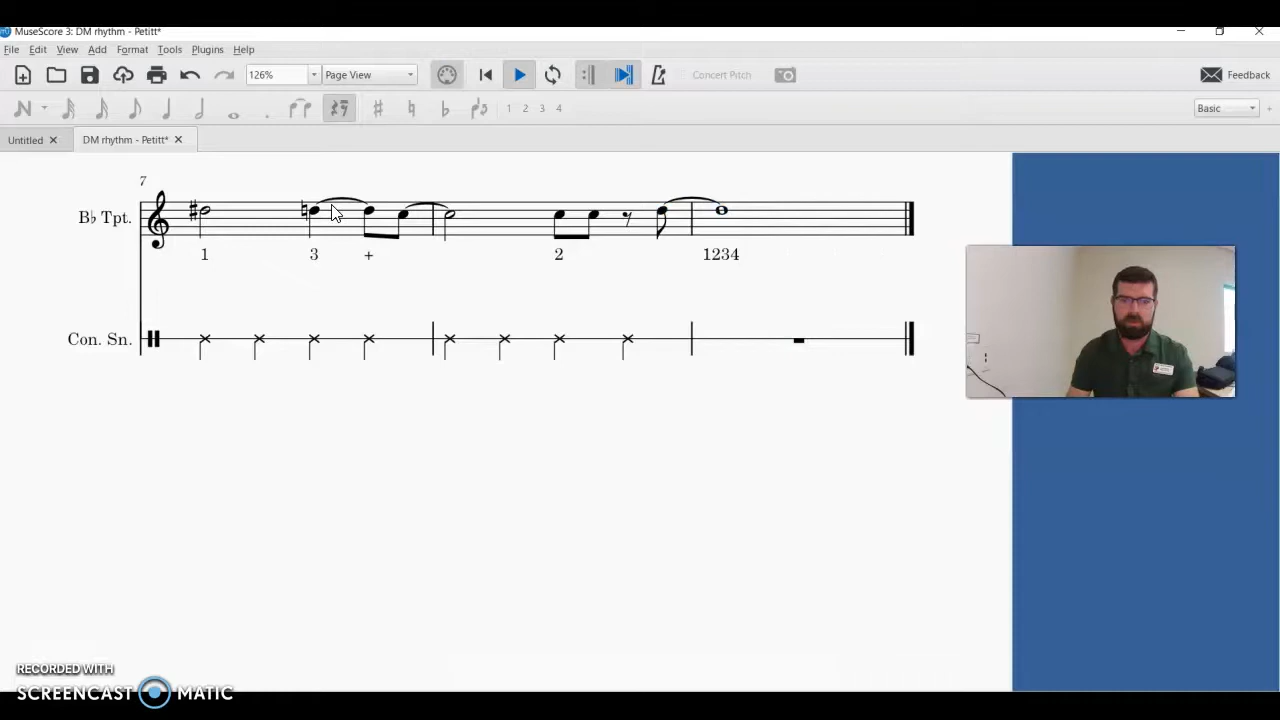 MuseScore 3: DM rhythm - Petitt*
File Edit View Add Format Tools Plugins Help
126% Page View Concert Pitch Feedback
1 2 3 4 Basic
Untitled DM rhythm - Petitt*
7
B♭ Tpt.
1 3 + 2 1234
Con. Sn.
RECORDED WITH
SCREENCAST MATIC